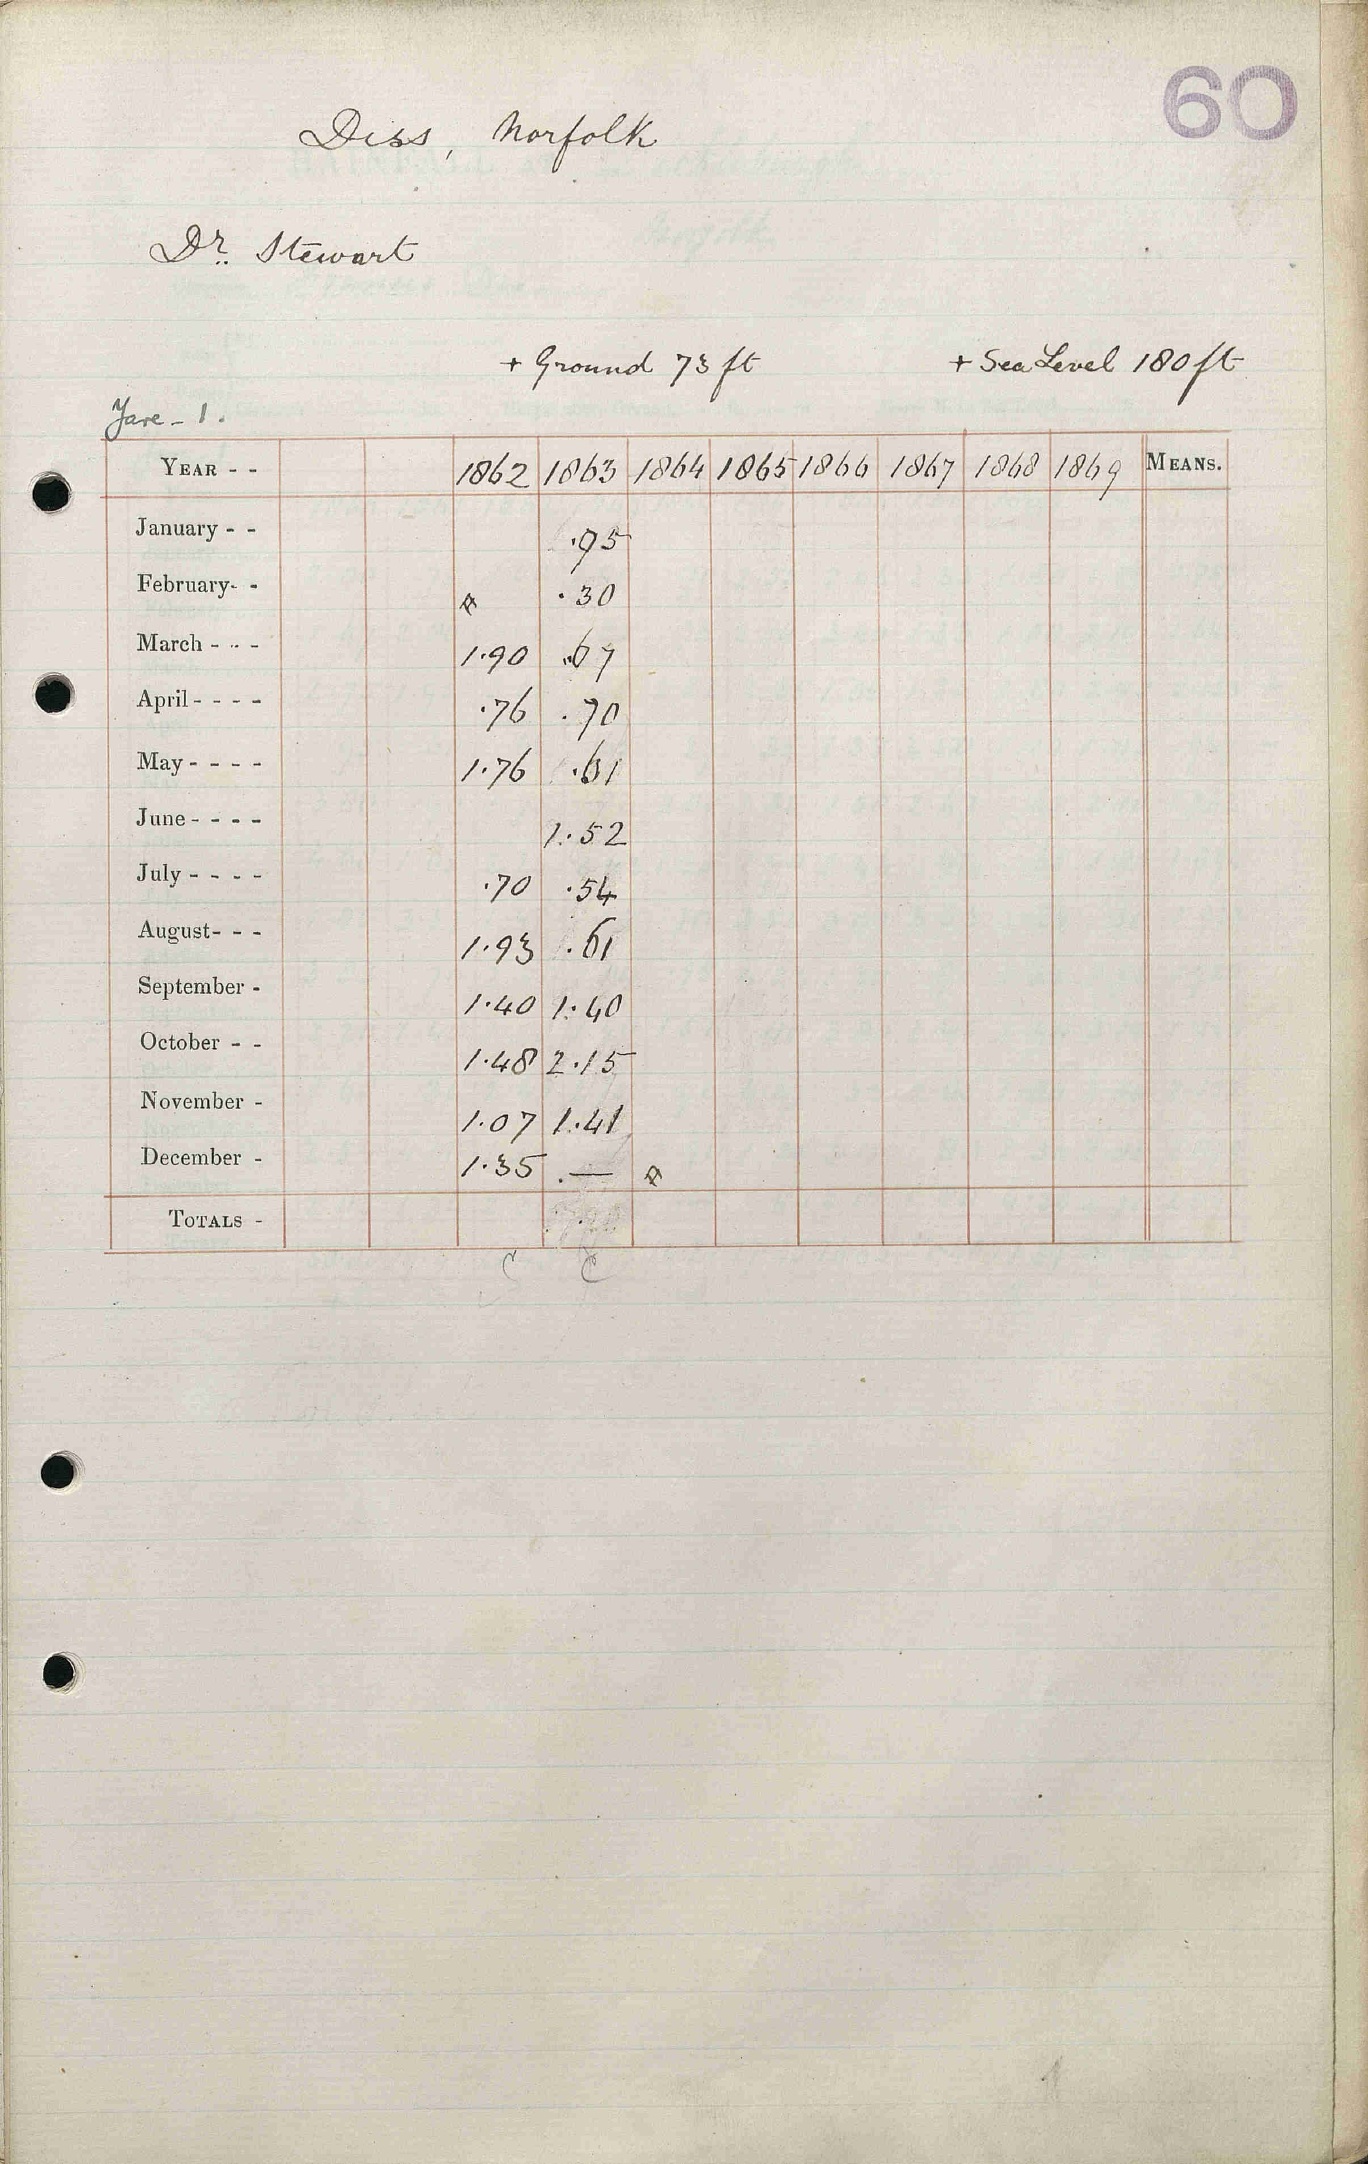 60
Diss, Norfolk
Dr. Stewart
+ Ground 73 ft + Sea Level 180 ft
Yare - 1.
YEAR - - 1862 1863 1864 1865 1866 1867 1868 1869 MEANS.
January - - .95
February - - .30
March - - - 1.90 .67
April - - - - .76 .70
May - - - - 1.76 .61
June - - - - 1.52
July - - - - .70 .54
August - - - 1.93 .61
September - 1.40 1.40
October - - 1.48 2.15
November - 1.07 1.41
December - 1.35 . —
TOTALS -